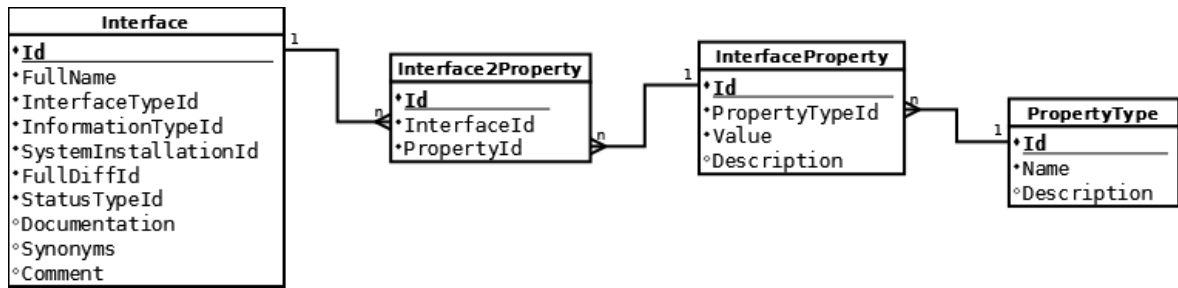 Interface
Id
FullName
InterfaceTypeId
InformationTypeId
SystemInstallationId
FullDiffId
StatusTypeId
Documentation
Synonyms
Comment
1
n
Interface2Property
Id
InterfaceId
PropertyId
n
1
InterfaceProperty
Id
PropertyTypeId
Value
Description
n
1
PropertyType
Id
Name
Description